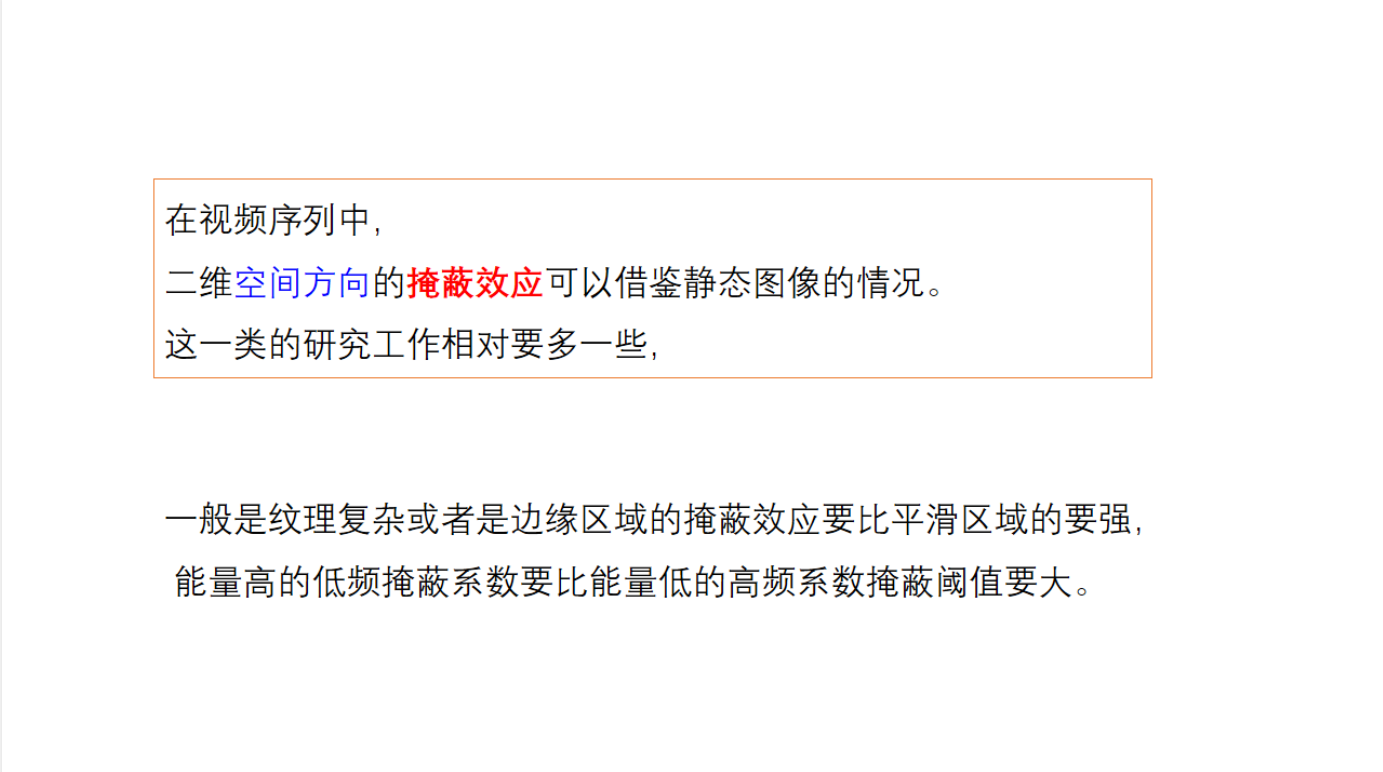 在视频序列中,
二维空间方向的掩蔽效应可以借鉴静态图像的情况。
这一类的研究工作相对要多一些,
一般是纹理复杂或者是边缘区域的掩蔽效应要比平滑区域的要强,
能量高的低频掩蔽系数要比能量低的高频系数掩蔽阈值要大。